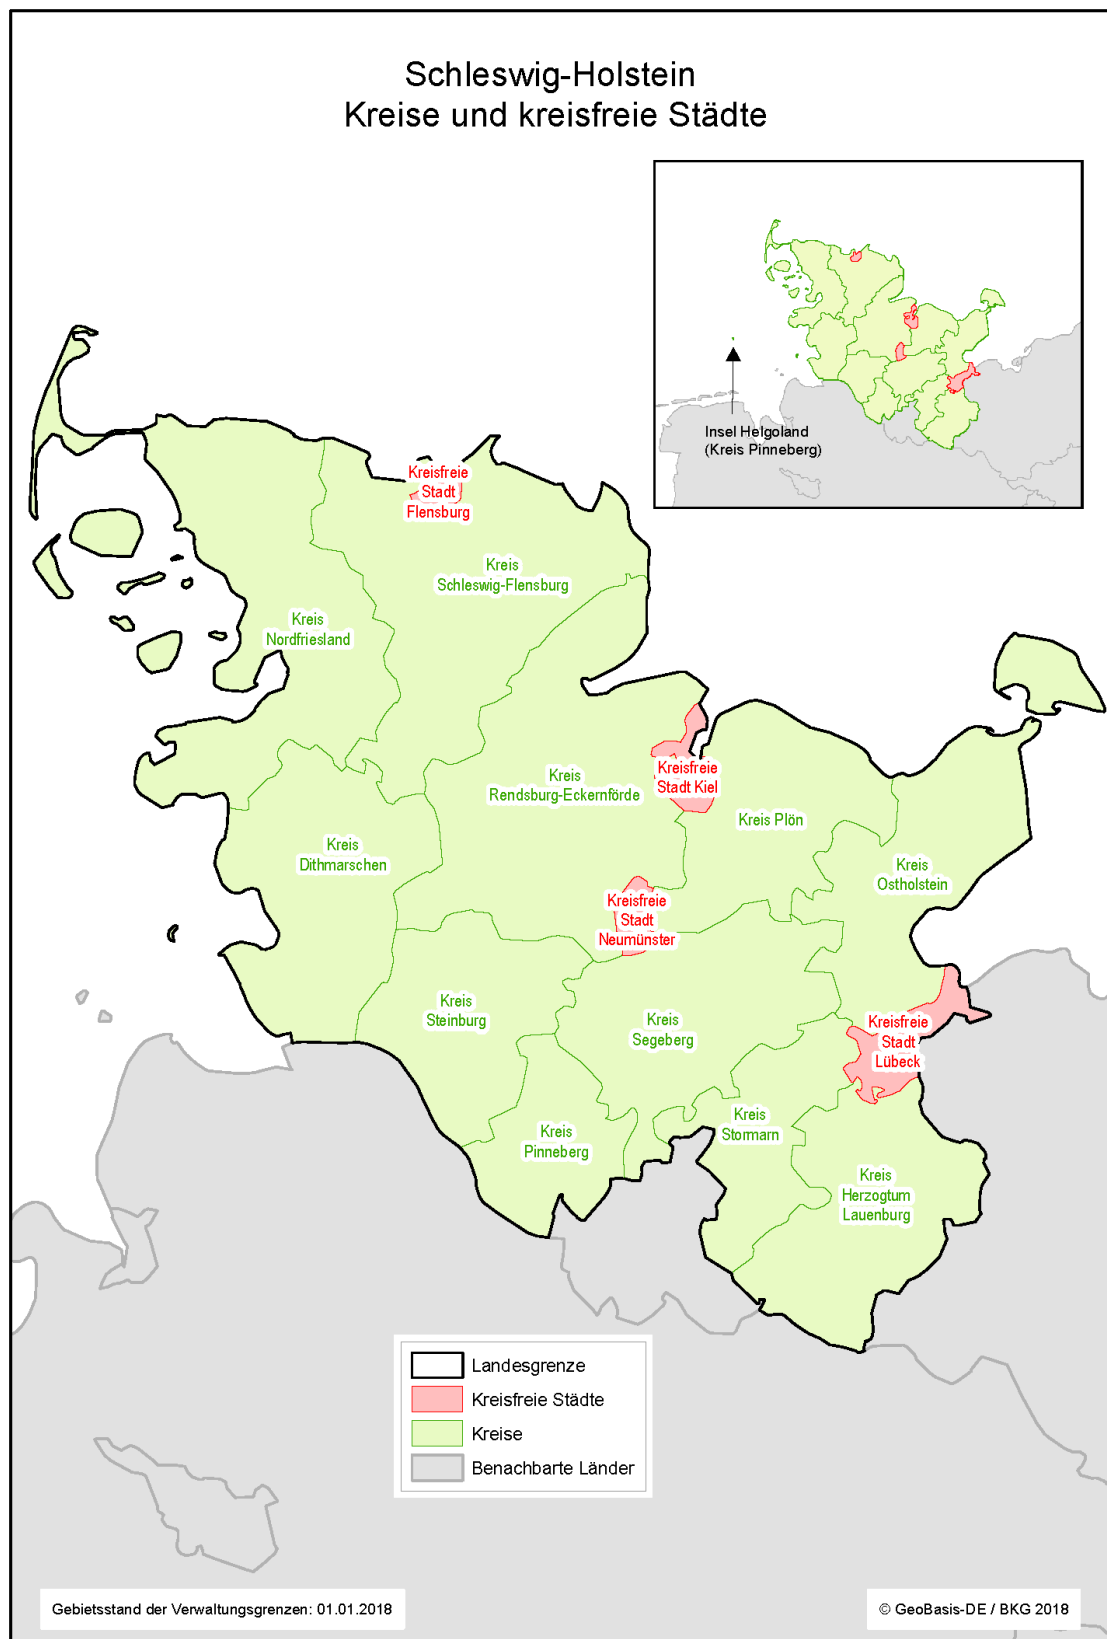 Schleswig-Holstein
Kreise und kreisfreie Städte
Insel Helgoland
(Kreis Pinneberg)
Kreisfreie
Stadt
Flensburg
Kreis
Schleswig-Flensburg
Kreis
Nordfriesland
Kreisfreie
Stadt Kiel
Kreis
Rendsburg-Eckernförde
Kreis Plön
Kreis
Dithmarschen
Kreis
Ostholstein
Kreisfreie
Stadt
Neumünster
Kreis
Steinburg
Kreis
Segeberg
Kreisfreie
Stadt
Lübeck
Kreis
Stormarn
Kreis
Pinneberg
Kreis
Herzogtum
Lauenburg
Landesgrenze
Kreisfreie Städte
Kreise
Benachbarte Länder
Gebietsstand der Verwaltungsgrenzen: 01.01.2018
© GeoBasis-DE / BKG 2018